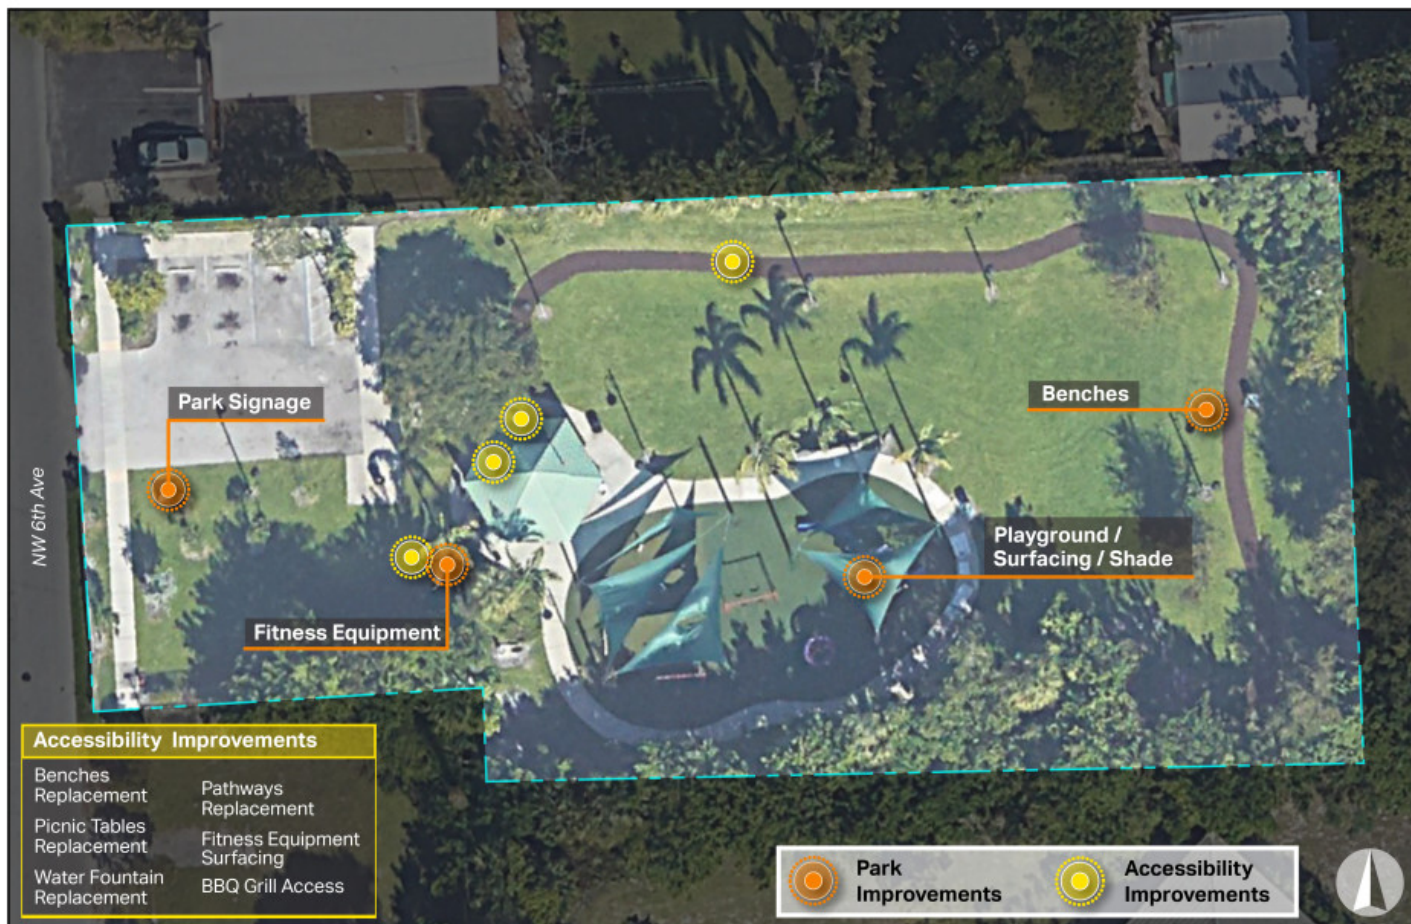 Park Signage
Benches
NW 6th Ave
Playground /
Surfacing / Shade
Fitness Equipment
Accessibility Improvements
Benches
Replacement
Picnic Tables
Replacement
Water Fountain
Replacement
Pathways
Replacement
Fitness Equipment
Surfacing
BBQ Grill Access
Park
Improvements
Accessibility
Improvements